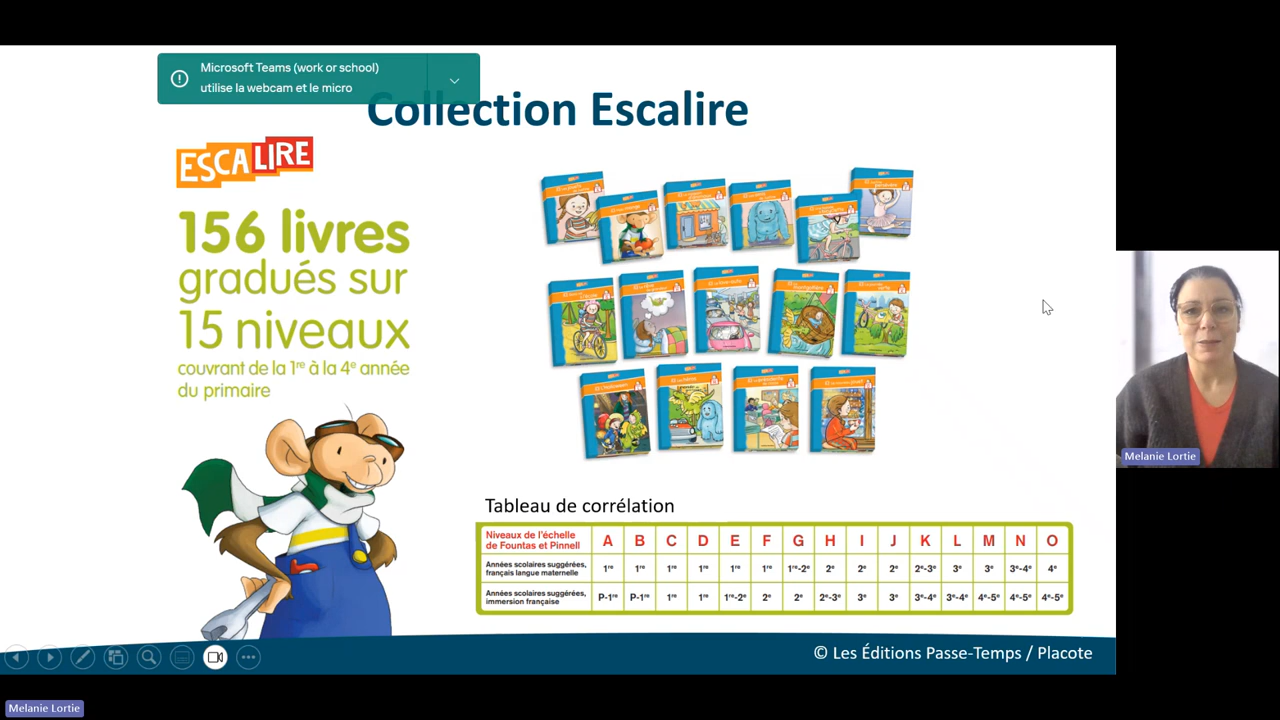 Microsoft Teams (work or school)
utilise la webcam et le micro
Collection Escalire
ESCALIRE
156 livres
gradués sur
15 niveaux
couvrant de la 1re à la 4e année
du primaire
Tableau de corrélation
Niveaux de l'échelle
de Fountas et Pinnell
A B C D E F G H I J K L M N O
Années scolaires suggérées,
français langue maternelle
1re 1re 1re 1re 1re 1re 1re-2e 2e 2e 2e 2e-3e 3e 3e 3e-4e 4e
Années scolaires suggérées,
immersion française
P-1re P-1re 1re 1re 1re-2e 2e 2e 2e-3e 3e 3e 3e-4e 3e-4e 4e-5e 4e-5e 4e-5e
© Les Éditions Passe-Temps / Placote
Melanie Lortie
Melanie Lortie